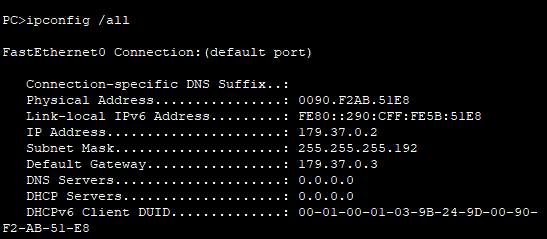 PC>ipconfig /all
FastEthernet0 Connection:(default port)
Connection-specific DNS Suffix..:
Physical Address................: 0090.F2AB.51E8
Link-local IPv6 Address.........: FE80::290:CFF:FE5B:51E8
IP Address......................: 179.37.0.2
Subnet Mask.....................: 255.255.255.192
Default Gateway.................: 179.37.0.3
DNS Servers.....................: 0.0.0.0
DHCP Servers....................: 0.0.0.0
DHCPv6 Client DUID..............: 00-01-00-01-03-9B-24-9D-00-90-
F2-AB-51-E8